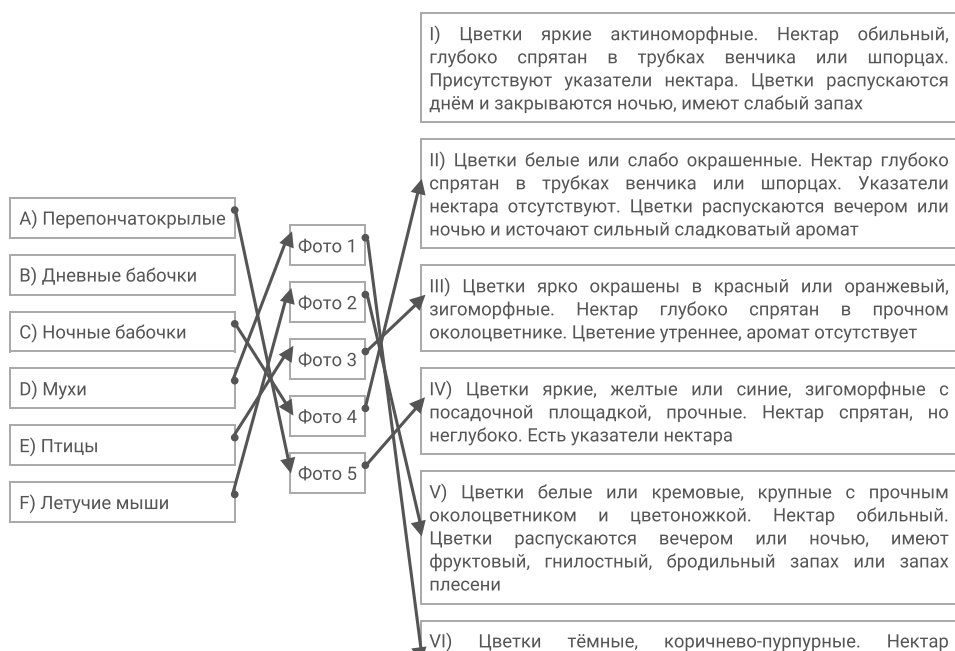 A) Перепончатокрылые
B) Дневные бабочки
C) Ночные бабочки
D) Мухи
E) Птицы
F) Летучие мыши
Фото 1
Фото 2
Фото 3
Фото 4
Фото 5
I) Цветки яркие актиноморфные. Нектар обильный,
глубоко спрятан в трубках венчика или шпорцах.
Присутствуют указатели нектара. Цветки распускаются
днём и закрываются ночью, имеют слабый запах
II) Цветки белые или слабо окрашенные. Нектар глубоко
спрятан в трубках венчика или шпорцах. Указатели
нектара отсутствуют. Цветки распускаются вечером или
ночью и источают сильный сладковатый аромат
III) Цветки ярко окрашены в красный или оранжевый,
зигоморфные. Нектар глубоко спрятан в прочном
околоцветнике. Цветение утреннее, аромат отсутствует
IV) Цветки яркие, желтые или синие, зигоморфные с
посадочной площадкой, прочные. Нектар спрятан, но
неглубоко. Есть указатели нектара
V) Цветки белые или кремовые, крупные с прочным
околоцветником и цветоножкой. Нектар обильный.
Цветки распускаются вечером или ночью, имеют
фруктовый, гнилостный, бродильный запах или запах
плесени
VI) Цветки тёмные, коричнево-пурпурные. Нектар